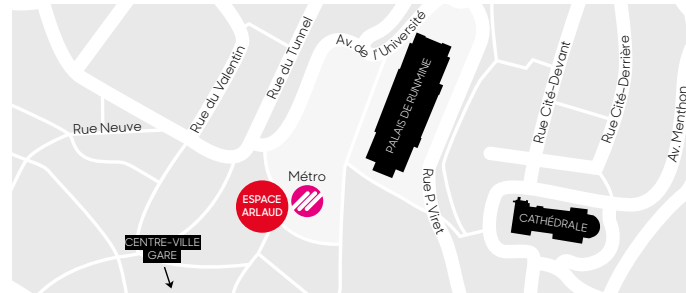 Av. de l'Université
Rue du Tunnel
Rue du Valentin
Rue Neuve
PALAIS DE RUNMINE
Rue Cité-Devant
Rue Cité-Derrière
Av. Menthon
Métro
ESPACE
ARLAUD
Rue P. Viret
CATHÉDRALE
CENTRE-VILLE
GARE